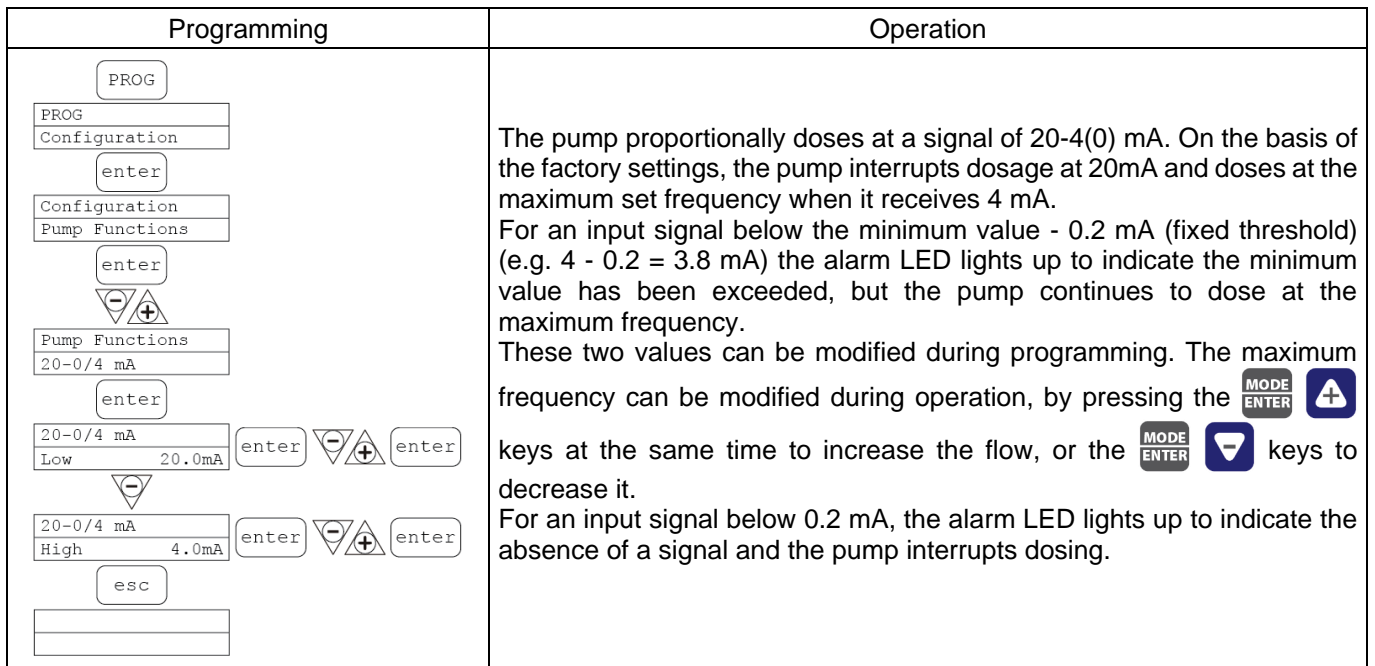 Programming
Operation
PROG
PROG
Configuration
enter
Configuration
Pump Functions
enter
Pump Functions
20-0/4 mA
enter
20-0/4 mA
Low 20.0mA
enter
enter
20-0/4 mA
High 4.0mA
enter
enter
esc
The pump proportionally doses at a signal of 20-4(0) mA. On the basis of
the factory settings, the pump interrupts dosage at 20mA and doses at the
maximum set frequency when it receives 4 mA.
For an input signal below the minimum value - 0.2 mA (fixed threshold)
(e.g. 4 - 0.2 = 3.8 mA) the alarm LED lights up to indicate the minimum
value has been exceeded, but the pump continues to dose at the
maximum frequency.
These two values can be modified during programming. The maximum
frequency can be modified during operation, by pressing the MODE ENTER +
keys at the same time to increase the flow, or the MODE ENTER - keys to
decrease it.
For an input signal below 0.2 mA, the alarm LED lights up to indicate the
absence of a signal and the pump interrupts dosing.